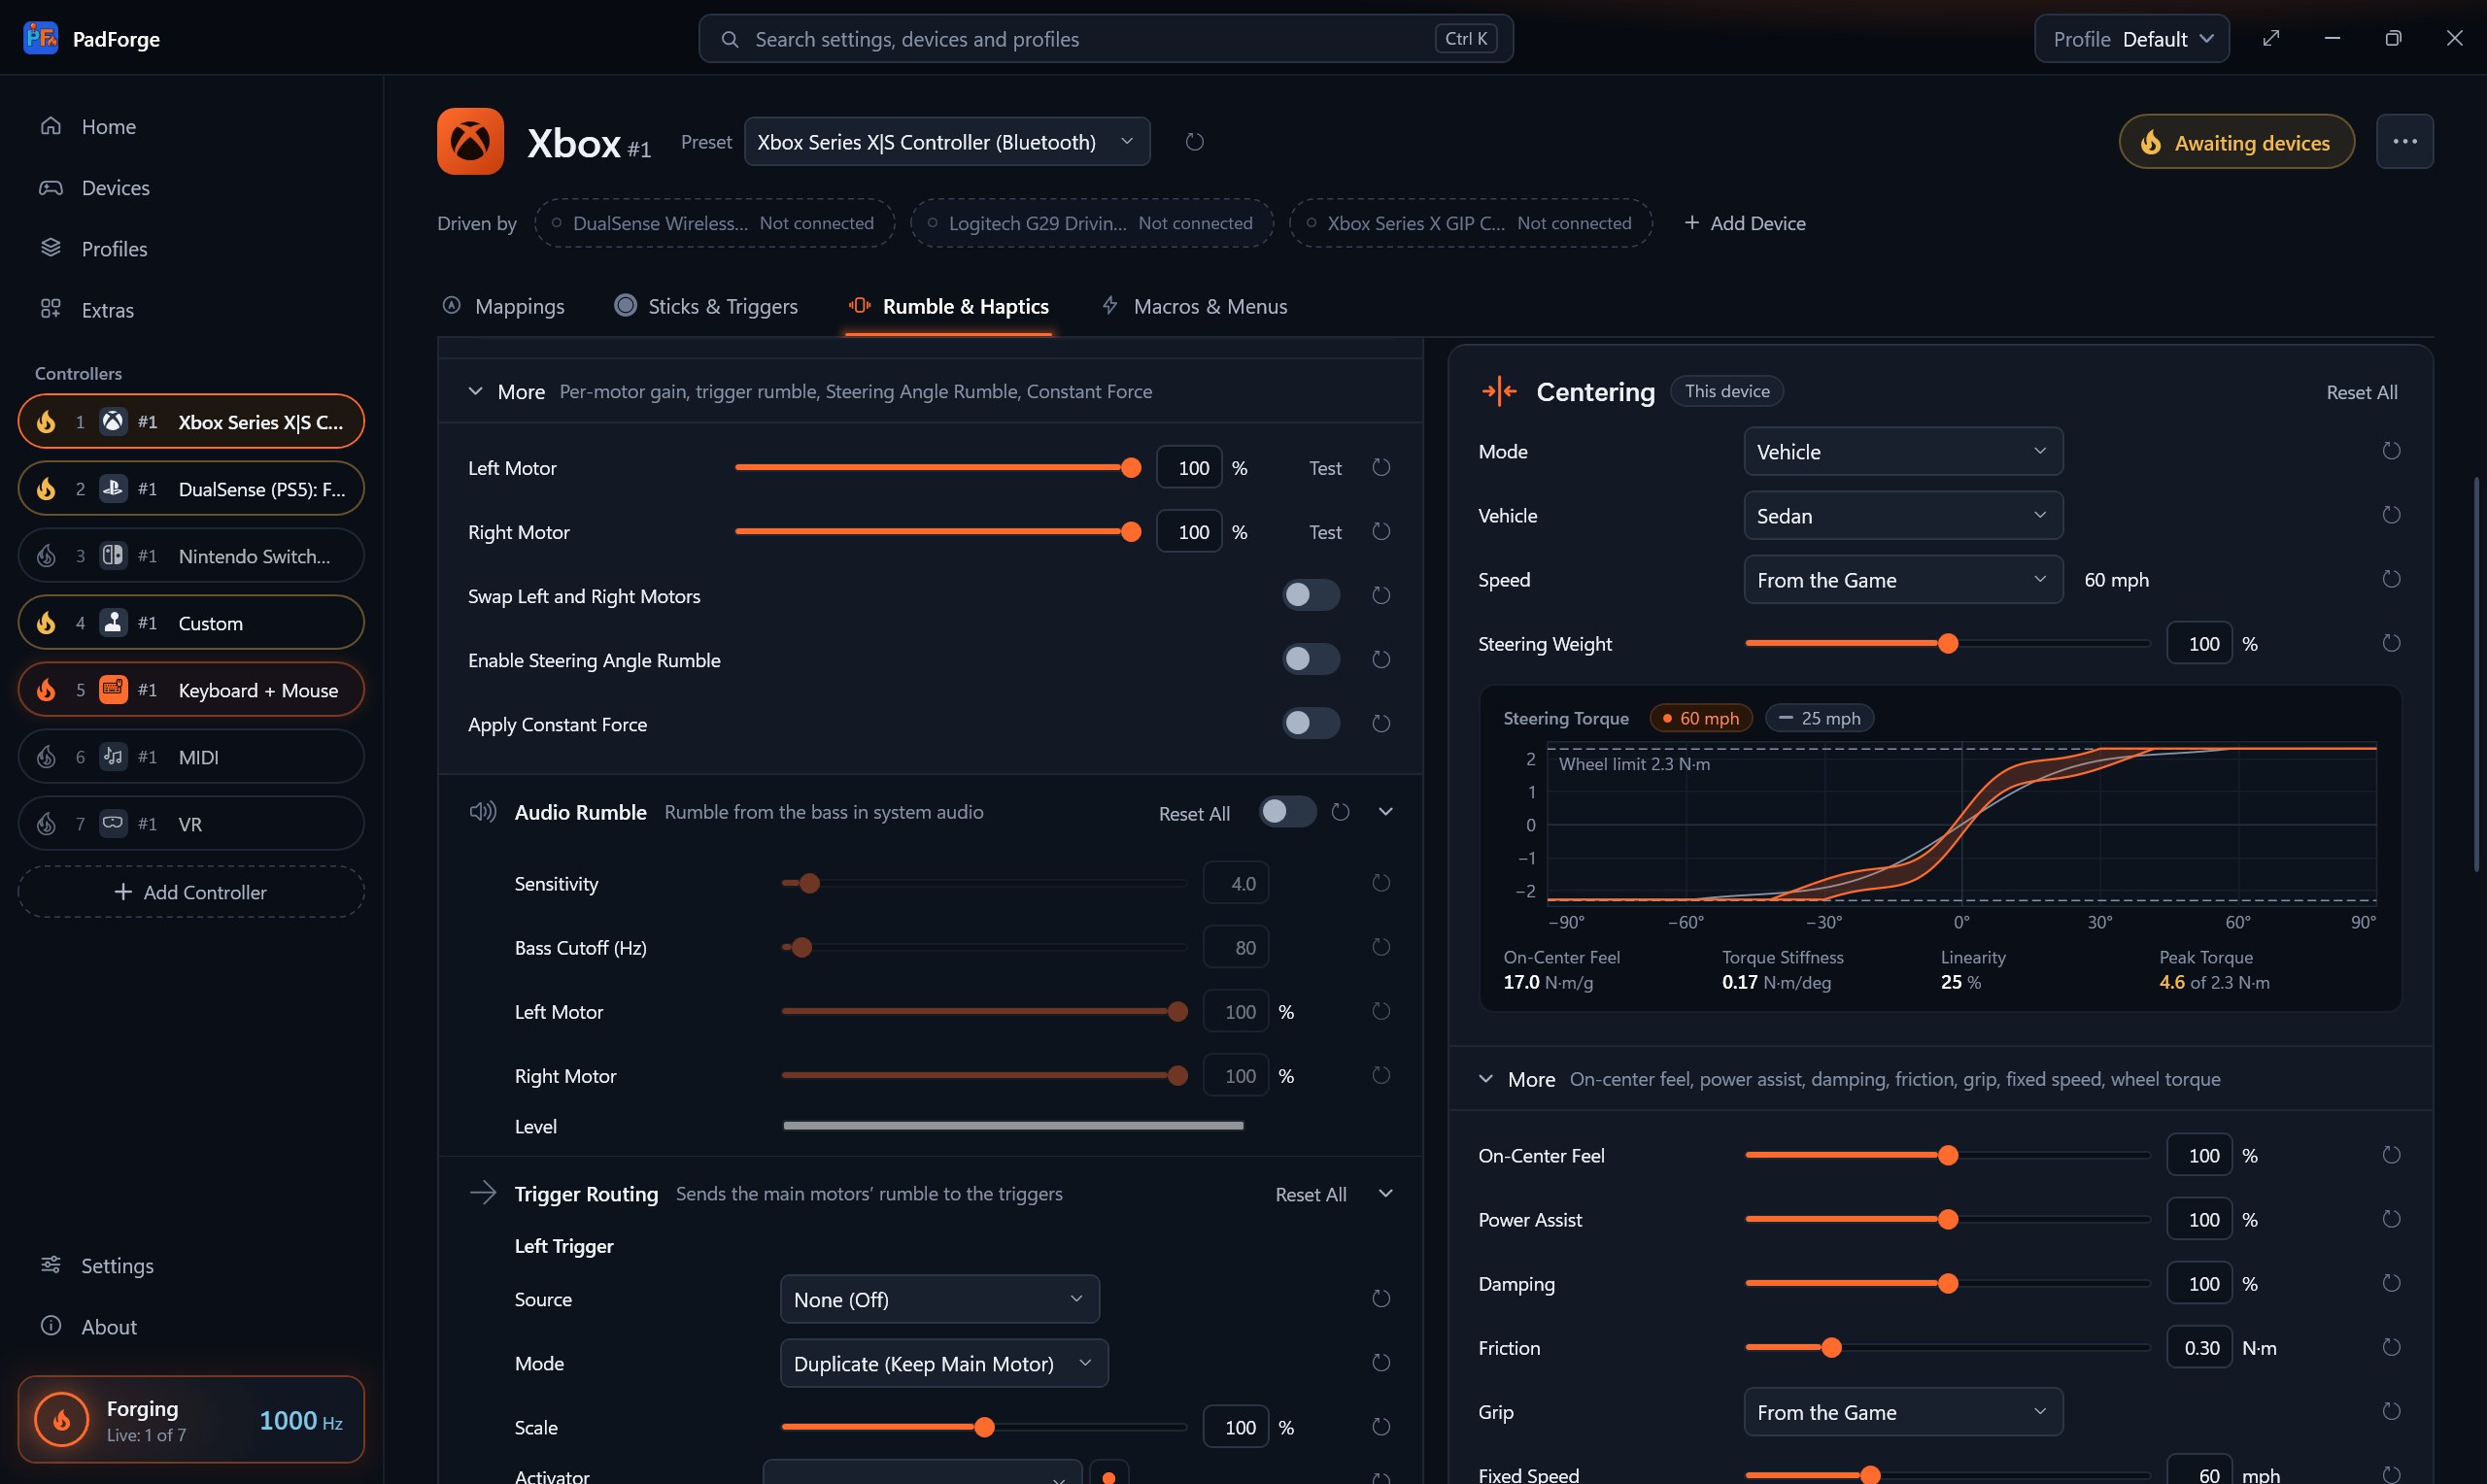 PadForge
Search settings, devices and profiles
Ctrl K
Profile Default
Home
Devices
Profiles
Extras
Controllers
1 #1 Xbox Series X|S C...
2 #1 DualSense (PS5): F...
3 #1 Nintendo Switch...
4 #1 Custom
5 #1 Keyboard + Mouse
6 #1 MIDI
7 #1 VR
+ Add Controller
Settings
About
Forging
Live: 1 of 7
1000 Hz
Xbox #1
Preset
Xbox Series X|S Controller (Bluetooth)
Awaiting devices
Driven by
DualSense Wireless... Not connected
Logitech G29 Drivin... Not connected
Xbox Series X GIP C... Not connected
+ Add Device
Mappings
Sticks & Triggers
Rumble & Haptics
Macros & Menus
More Per-motor gain, trigger rumble, Steering Angle Rumble, Constant Force
Left Motor 100 % Test
Right Motor 100 % Test
Swap Left and Right Motors
Enable Steering Angle Rumble
Apply Constant Force
Audio Rumble Rumble from the bass in system audio Reset All
Sensitivity 4.0
Bass Cutoff (Hz) 80
Left Motor 100 %
Right Motor 100 %
Level
Trigger Routing Sends the main motors’ rumble to the triggers Reset All
Left Trigger
Source None (Off)
Mode Duplicate (Keep Main Motor)
Scale 100 %
Activator
Centering This device Reset All
Mode Vehicle
Vehicle Sedan
Speed From the Game 60 mph
Steering Weight 100 %
Steering Torque 60 mph 25 mph
Wheel limit 2.3 N·m
2
1
0
−1
−2
−90° −60° −30° 0° 30° 60° 90°
On-Center Feel Torque Stiffness Linearity Peak Torque
17.0 N·m/g 0.17 N·m/deg 25 % 4.6 of 2.3 N·m
More On-center feel, power assist, damping, friction, grip, fixed speed, wheel torque
On-Center Feel 100 %
Power Assist 100 %
Damping 100 %
Friction 0.30 N·m
Grip From the Game
Fixed Speed 60 mph